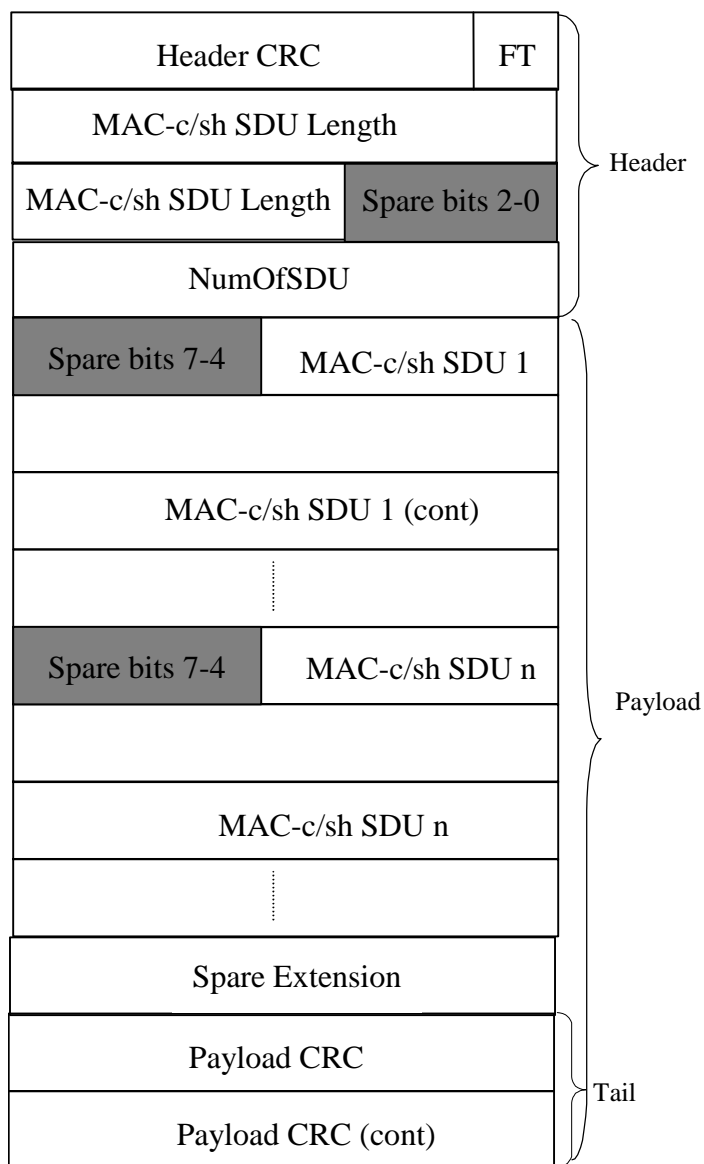 Header CRC FT
MAC-c/sh SDU Length
MAC-c/sh SDU Length Spare bits 2-0
Header
NumOfSDU
Spare bits 7-4 MAC-c/sh SDU 1
MAC-c/sh SDU 1 (cont)
Spare bits 7-4 MAC-c/sh SDU n
Payload
MAC-c/sh SDU n
Spare Extension
Payload CRC
Tail
Payload CRC (cont)